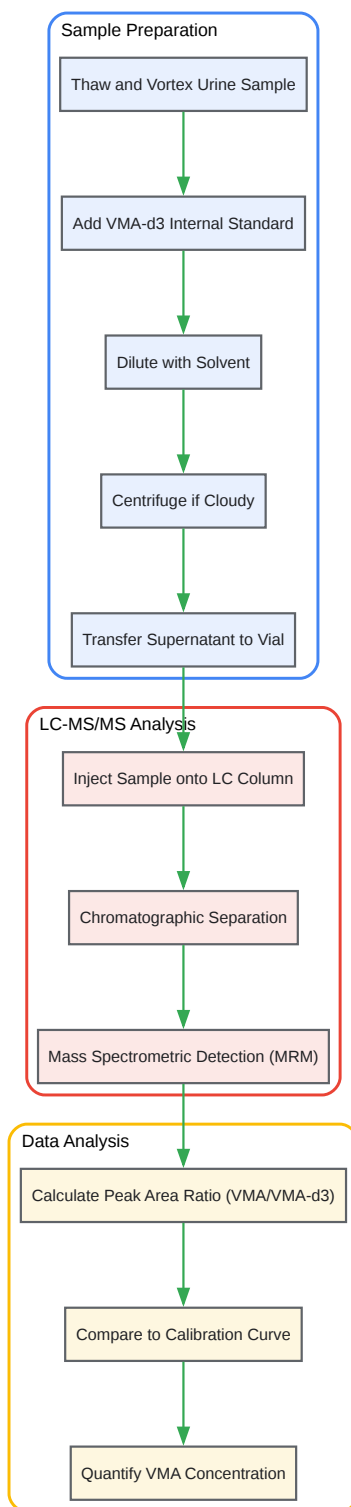 Sample Preparation
Thaw and Vortex Urine Sample
Add VMA-d3 Internal Standard
Dilute with Solvent
Centrifuge if Cloudy
Transfer Supernatant to Vial
LC-MS/MS Analysis
Inject Sample onto LC Column
Chromatographic Separation
Mass Spectrometric Detection (MRM)
Data Analysis
Calculate Peak Area Ratio (VMA/VMA-d3)
Compare to Calibration Curve
Quantify VMA Concentration